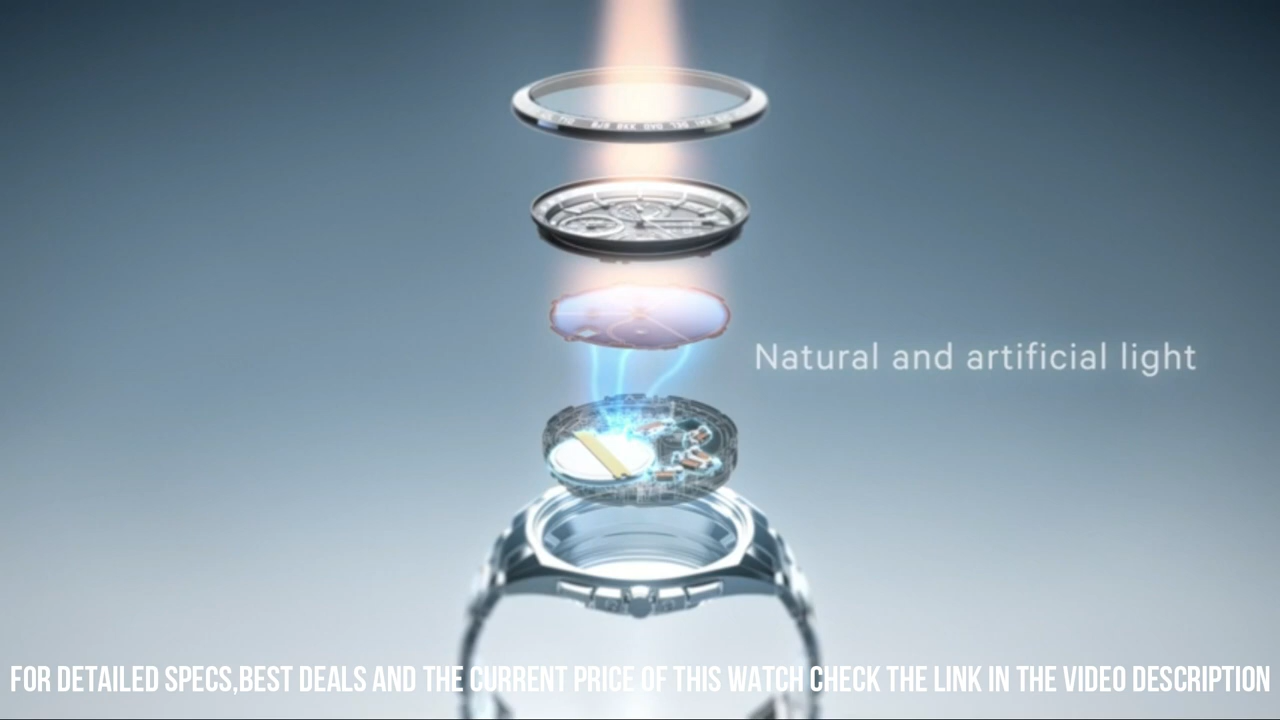 Natural and artificial light
FOR DETAILED SPECS,BEST DEALS AND THE CURRENT PRICE OF THIS WATCH CHECK THE LINK IN THE VIDEO DESCRIPTION